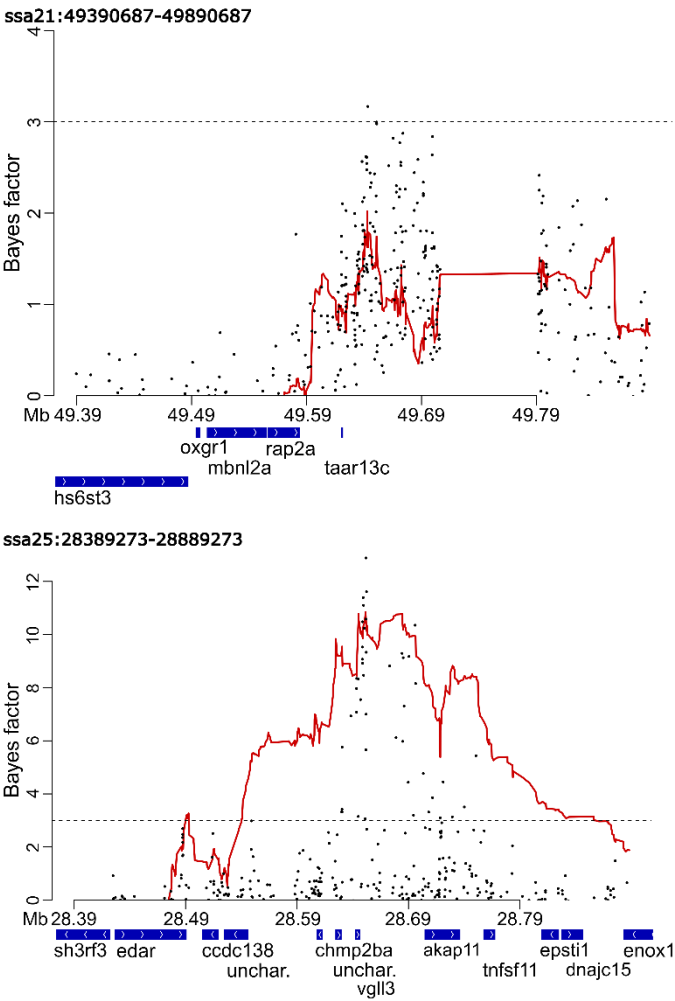 ssa21:49390687-49890687
4
3
2
1
0
Bayes factor
Mb 49.39 49.49 49.59 49.69 49.79
oxgr1 rap2a
mbnl2a taar13c
hs6st3
ssa25:28389273-28889273
12
10
8
6
4
2
0
Bayes factor
Mb 28.39 28.49 28.59 28.69 28.79
sh3rf3 edar ccdc138 chmp2ba akap11 epsti1 enox1
unchar. unchar. tnfsf11 dnajc15
vgll3